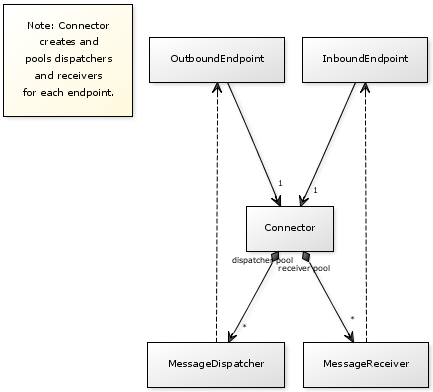 Note: Connector
creates and
pools dispatchers
and receivers
for each endpoint.
OutboundEndpoint
InboundEndpoint
1
1
Connector
dispatcher pool
receiver pool
*
*
MessageDispatcher
MessageReceiver